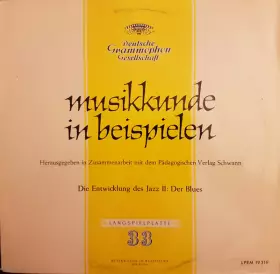 Deutsche
Grammophon
Gesellschaft
musikkunde
in beispielen
Herausgegeben in Zusammenarbeit mit dem Pädagogischen Verlag Schwann
Die Entwicklung des Jazz II: Der Blues
LANGSPIELPLATTE
33